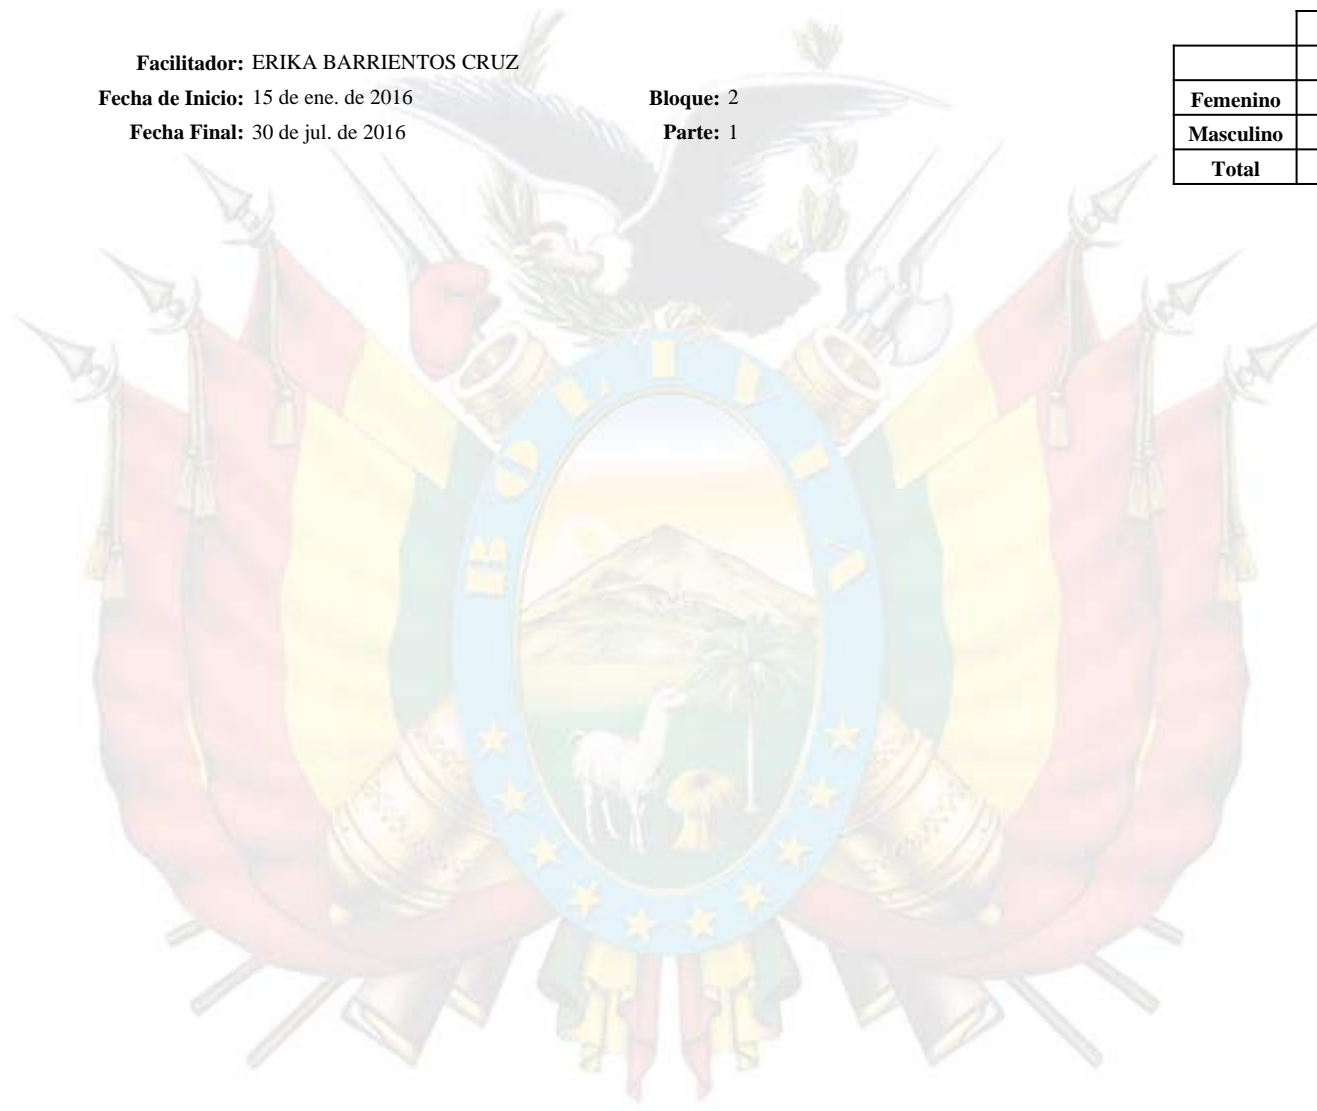 Facilitador: ERIKA BARRIENTOS CRUZ
Fecha de Inicio: 15 de ene. de 2016 Bloque: 2
Fecha Final: 30 de jul. de 2016 Parte: 1
Femenino
Masculino
Total
BOLIVIA